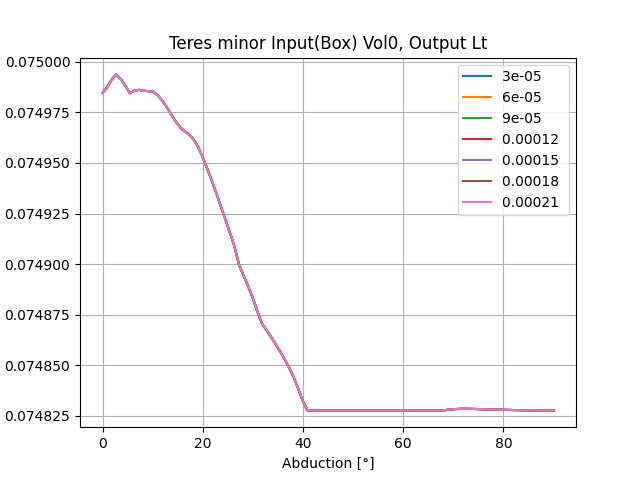 Teres minor Input(Box) Vol0, Output Lt
0.075000
0.074975
0.074950
0.074925
0.074900
0.074875
0.074850
0.074825
3e-05
6e-05
9e-05
0.00012
0.00015
0.00018
0.00021
0 20 40 60 80
Abduction [°]